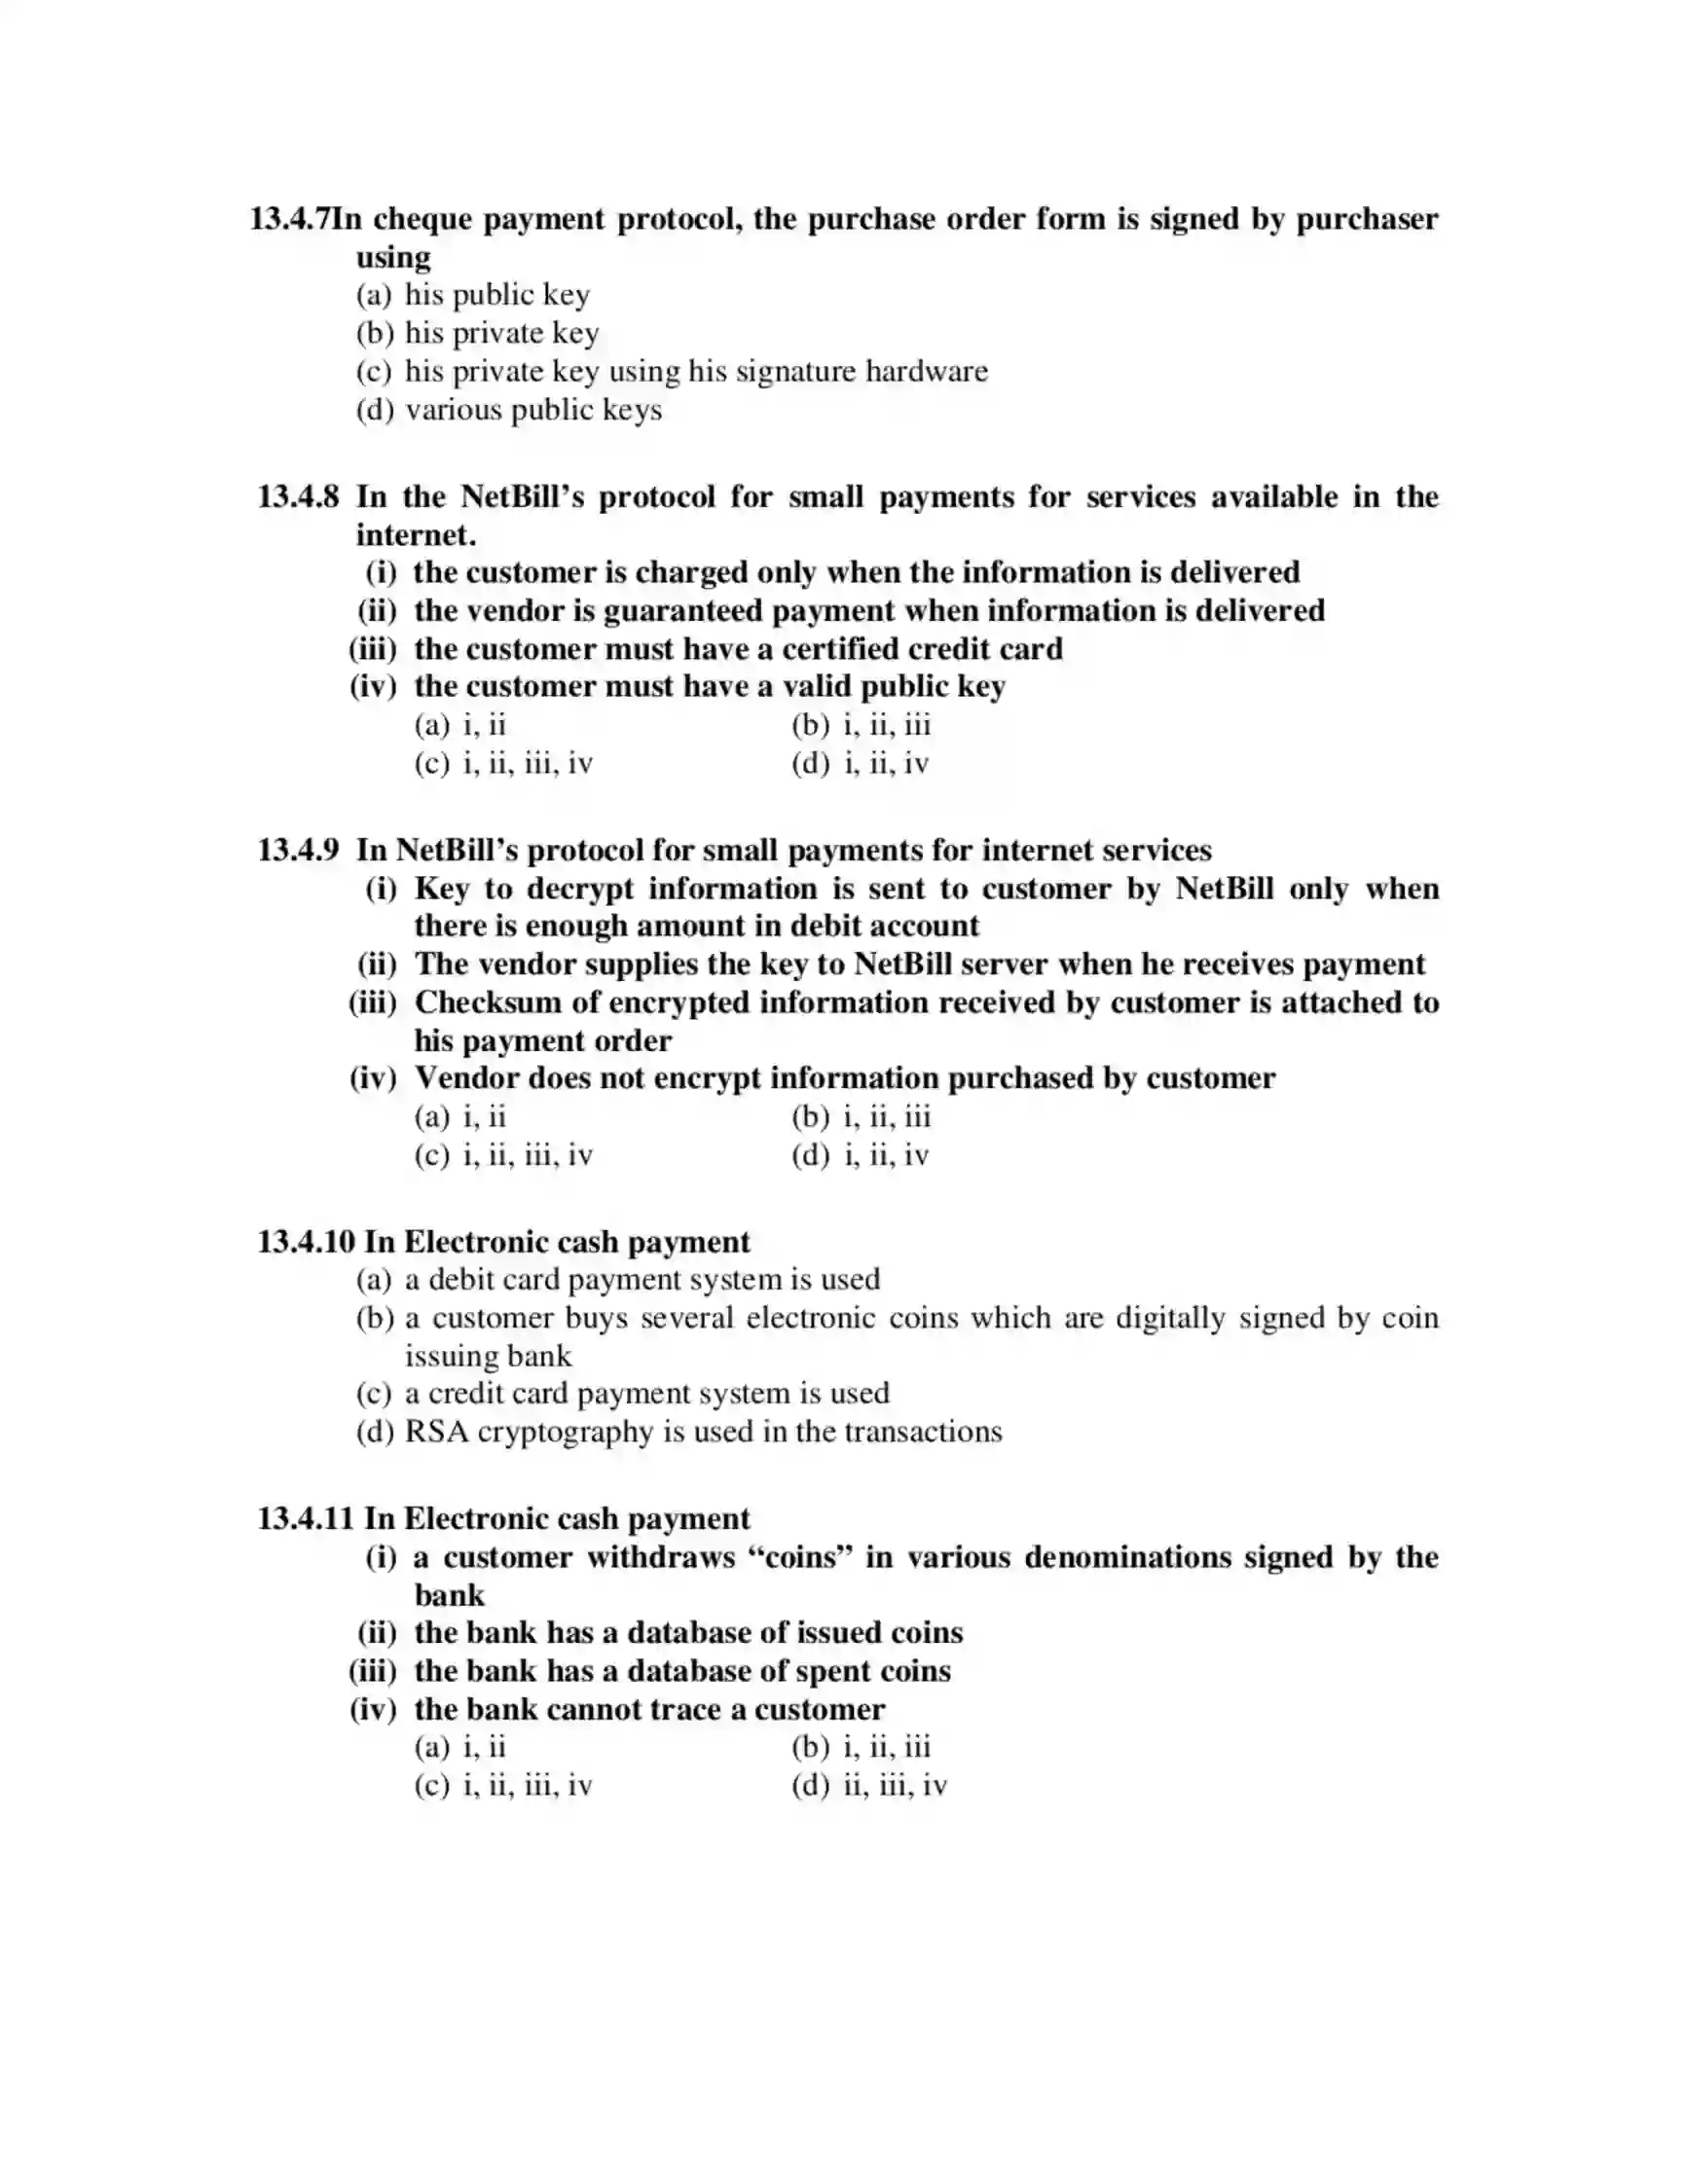 13.4.7In cheque payment protocol, the purchase order form is signed by purchaser
using
(a) his public key
(b) his private key
(c) his private key using his signature hardware
(d) various public keys
13.4.8 In the NetBill’s protocol for small payments for services available in the
internet.
(i) the customer is charged only when the information is delivered
(ii) the vendor is guaranteed payment when information is delivered
(iii) the customer must have a certified credit card
(iv) the customer must have a valid public key
(a) i, ii (b) i, ii, iii
(c) i, ii, iii, iv (d) i, ii, iv
13.4.9 In NetBill’s protocol for small payments for internet services
(i) Key to decrypt information is sent to customer by NetBill only when
there is enough amount in debit account
(ii) The vendor supplies the key to NetBill server when he receives payment
(iii) Checksum of encrypted information received by customer is attached to
his payment order
(iv) Vendor does not encrypt information purchased by customer
(a) i, ii (b) i, ii, iii
(c) i, ii, iii, iv (d) i, ii, iv
13.4.10 In Electronic cash payment
(a) a debit card payment system is used
(b) a customer buys several electronic coins which are digitally signed by coin
issuing bank
(c) a credit card payment system is used
(d) RSA cryptography is used in the transactions
13.4.11 In Electronic cash payment
(i) a customer withdraws “coins” in various denominations signed by the
bank
(ii) the bank has a database of issued coins
(iii) the bank has a database of spent coins
(iv) the bank cannot trace a customer
(a) i, ii (b) i, ii, iii
(c) i, ii, iii, iv (d) ii, iii, iv